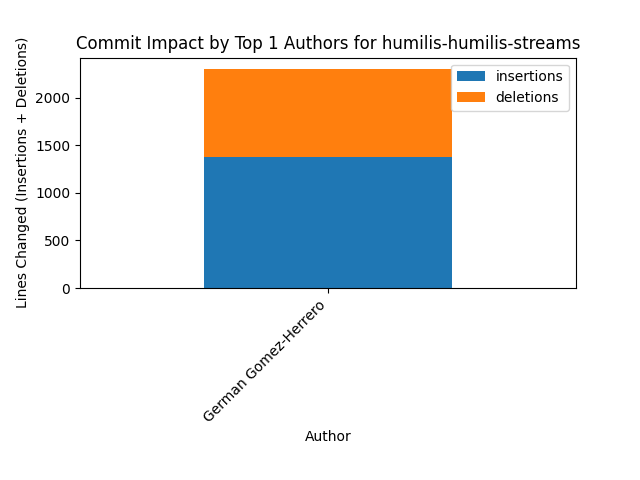 Commit Impact by Top 1 Authors for humilis-humilis-streams
Lines Changed (Insertions + Deletions)
2000
1500
1000
500
0
insertions
deletions
German Gomez-Herrero
Author